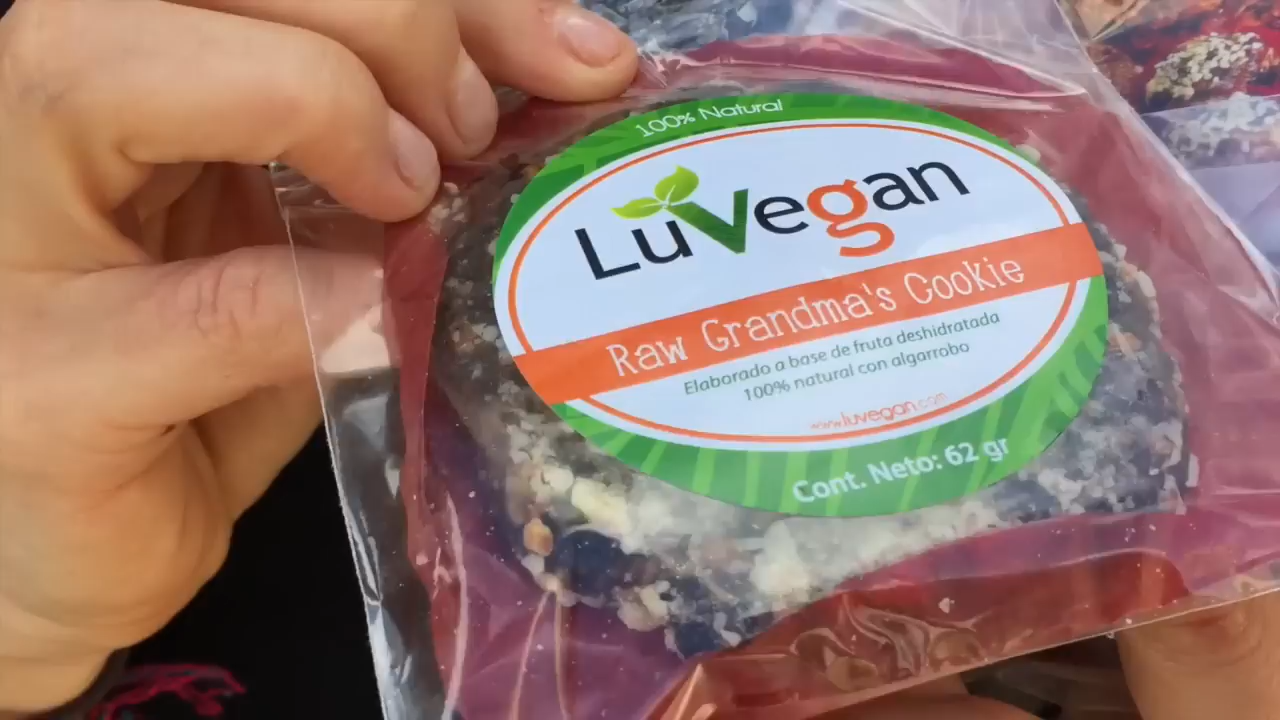 100% Natural
LuVegan
Raw Grandma's Cookie
Elaborado a base de fruta deshidratada
100% natural con algarrobo
www.luvegan.com
Cont. Neto: 62 gr